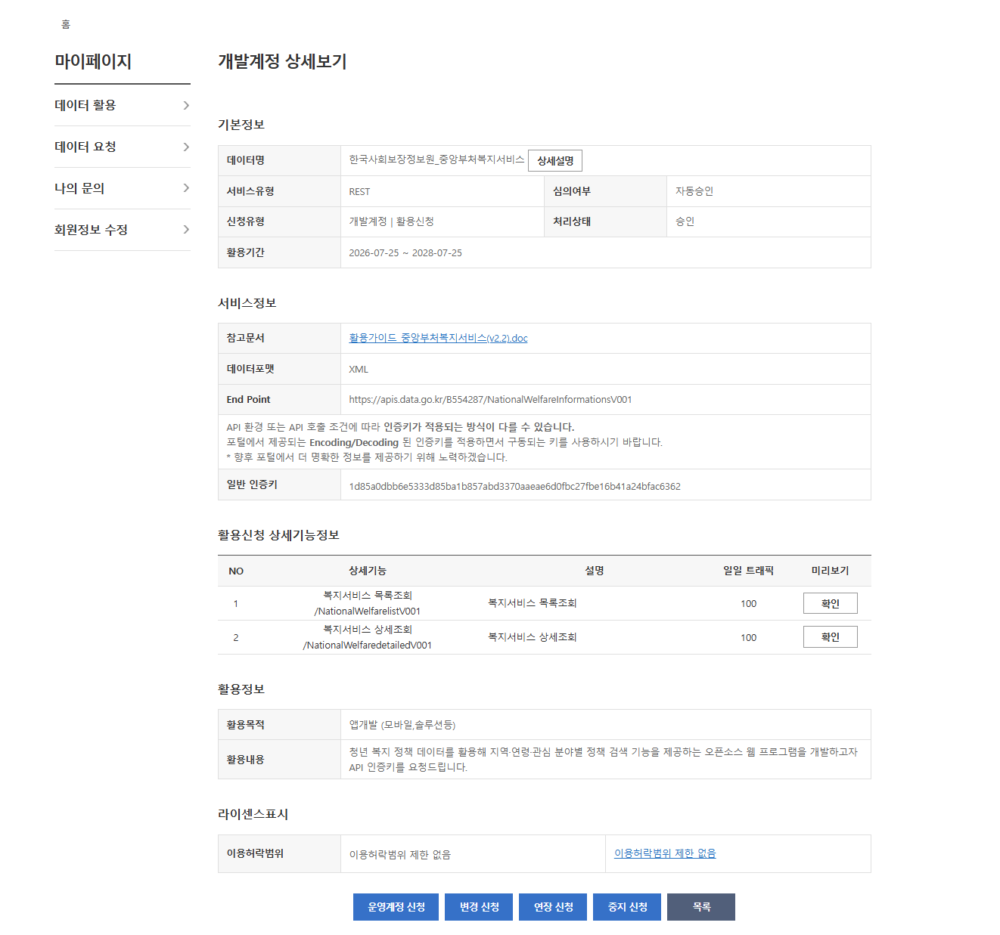 홈
마이페이지
데이터 활용
데이터 요청
나의 문의
회원정보 수정
개발계정 상세보기
기본정보
데이터명 한국사회보장정보원_중앙부처복지서비스 상세설명
서비스유형 REST 심의여부 자동승인
신청유형 개발계정 | 활용신청 처리상태 승인
활용기간 2026-07-25 ~ 2028-07-25
서비스정보
참고문서 활용가이드_중앙부처복지서비스(v2.2).doc
데이터포맷 XML
End Point https://apis.data.go.kr/B554287/NationalWelfareInformationsV001
API 환경 또는 API 호출 조건에 따라 인증키가 적용되는 방식이 다를 수 있습니다.
포털에서 제공되는 Encoding/Decoding 된 인증키를 적용하면서 구동되는 키를 사용하시기 바랍니다.
* 향후 포털에서 더 명확한 정보를 제공하기 위해 노력하겠습니다.
일반 인증키 1d85a0dbb6e5333d85ba1b857abd3370aaeae6d0fbc27fbe16b41a24bfac6362
활용신청 상세기능정보
NO 상세기능 설명 일일 트래픽 미리보기
1 복지서비스 목록조회 /NationalWelfarelistV001 복지서비스 목록조회 100 확인
2 복지서비스 상세조회 /NationalWelfaredetailedV001 복지서비스 상세조회 100 확인
활용정보
활용목적 앱개발 (모바일,솔루션등)
활용내용 청년 복지 정책 데이터를 활용해 지역·연령·관심 분야별 정책 검색 기능을 제공하는 오픈소스 웹 프로그램을 개발하고자
API 인증키를 요청드립니다.
라이센스표시
이용허락범위 이용허락범위 제한 없음 이용허락범위 제한 없음
운영계정 신청 변경 신청 연장 신청 중지 신청 목록